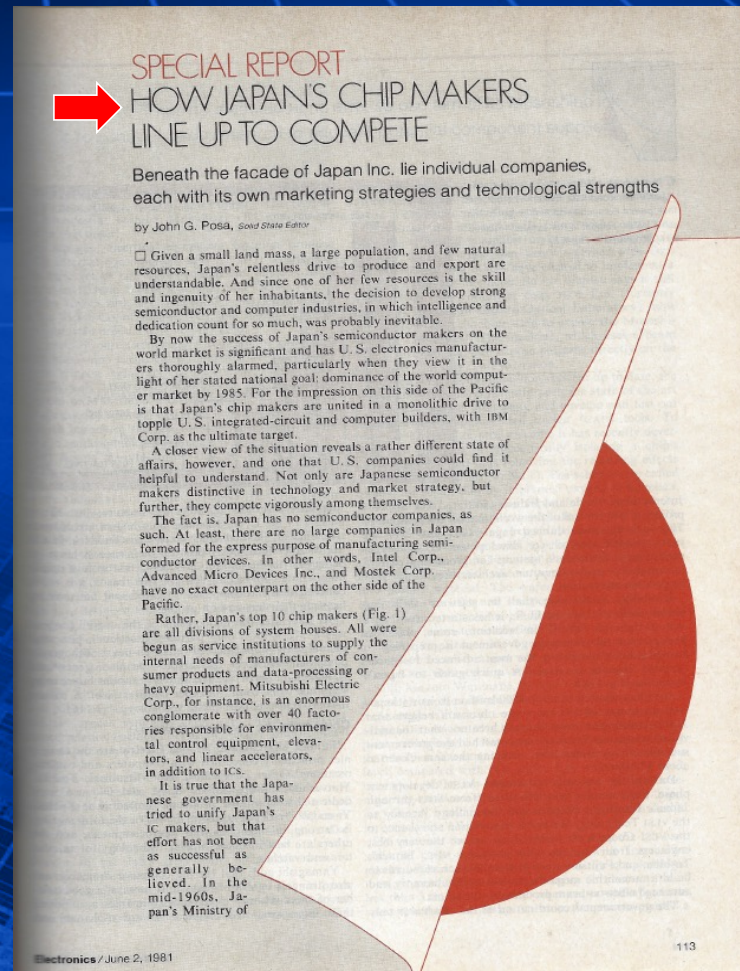 SPECIAL REPORT
HOW JAPAN'S CHIP MAKERS
LINE UP TO COMPETE
Beneath the facade of Japan Inc. lie individual companies,
each with its own marketing strategies and technological strengths
by John G. Posa, Solid State Editor
□ Given a small land mass, a large population, and few natural
resources, Japan's relentless drive to produce and export are
understandable. And since one of her few resources is the skill
and ingenuity of her inhabitants, the decision to develop strong
semiconductor and computer industries, in which intelligence and
dedication count for so much, was probably inevitable.
By now the success of Japan's semiconductor makers on the
world market is significant and has U. S. electronics manufactur-
ers thoroughly alarmed, particularly when they view it in the
light of her stated national goal: dominance of the world comput-
er market by 1985. For the impression on this side of the Pacific
is that Japan's chip makers are united in a monolithic drive to
topple U. S. integrated-circuit and computer builders, with IBM
Corp. as the ultimate target.
A closer view of the situation reveals a rather different state of
affairs, however, and one that U. S. companies could find it
helpful to understand. Not only are Japanese semiconductor
makers distinctive in technology and market strategy, but
further, they compete vigorously among themselves.
The fact is, Japan has no semiconductor companies, as
such. At least, there are no large companies in Japan
formed for the express purpose of manufacturing semi-
conductor devices. In other words, Intel Corp.,
Advanced Micro Devices Inc., and Mostek Corp.
have no exact counterpart on the other side of the
Pacific.
Rather, Japan's top 10 chip makers (Fig. 1)
are all divisions of system houses. All were
begun as service institutions to supply the
internal needs of manufacturers of con-
sumer products and data-processing or
heavy equipment. Mitsubishi Electric
Corp., for instance, is an enormous
conglomerate with over 40 facto-
ries responsible for environmen-
tal control equipment, eleva-
tors, and linear accelerators,
in addition to ICs.
It is true that the Japa-
nese government has
tried to unify Japan's
IC makers, but that
effort has not been
as successful as
generally be-
lieved. In the
mid-1960s, Ja-
pan's Ministry of
Electronics / June 2, 1981
113